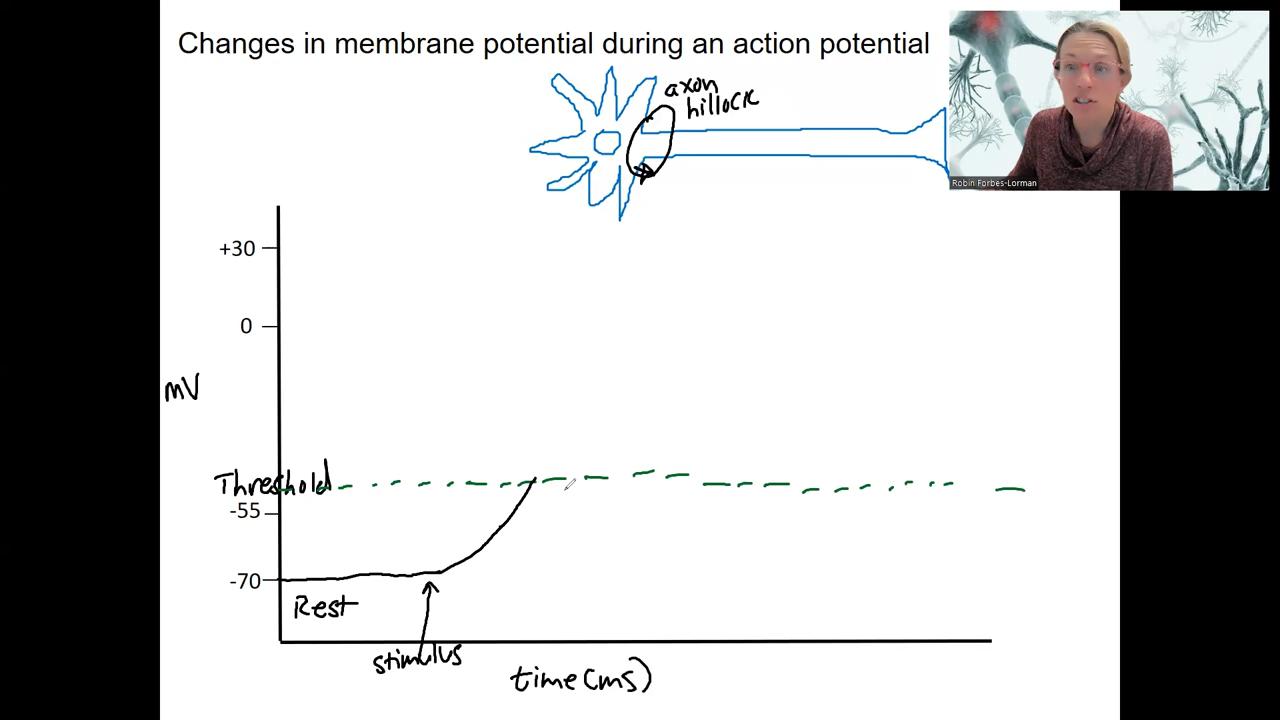 Changes in membrane potential during an action potential
axon
hillock
Robin Forbes-Lorman
+30
0
mV
Threshold
-55
-70
Rest
stimulus
time (ms)